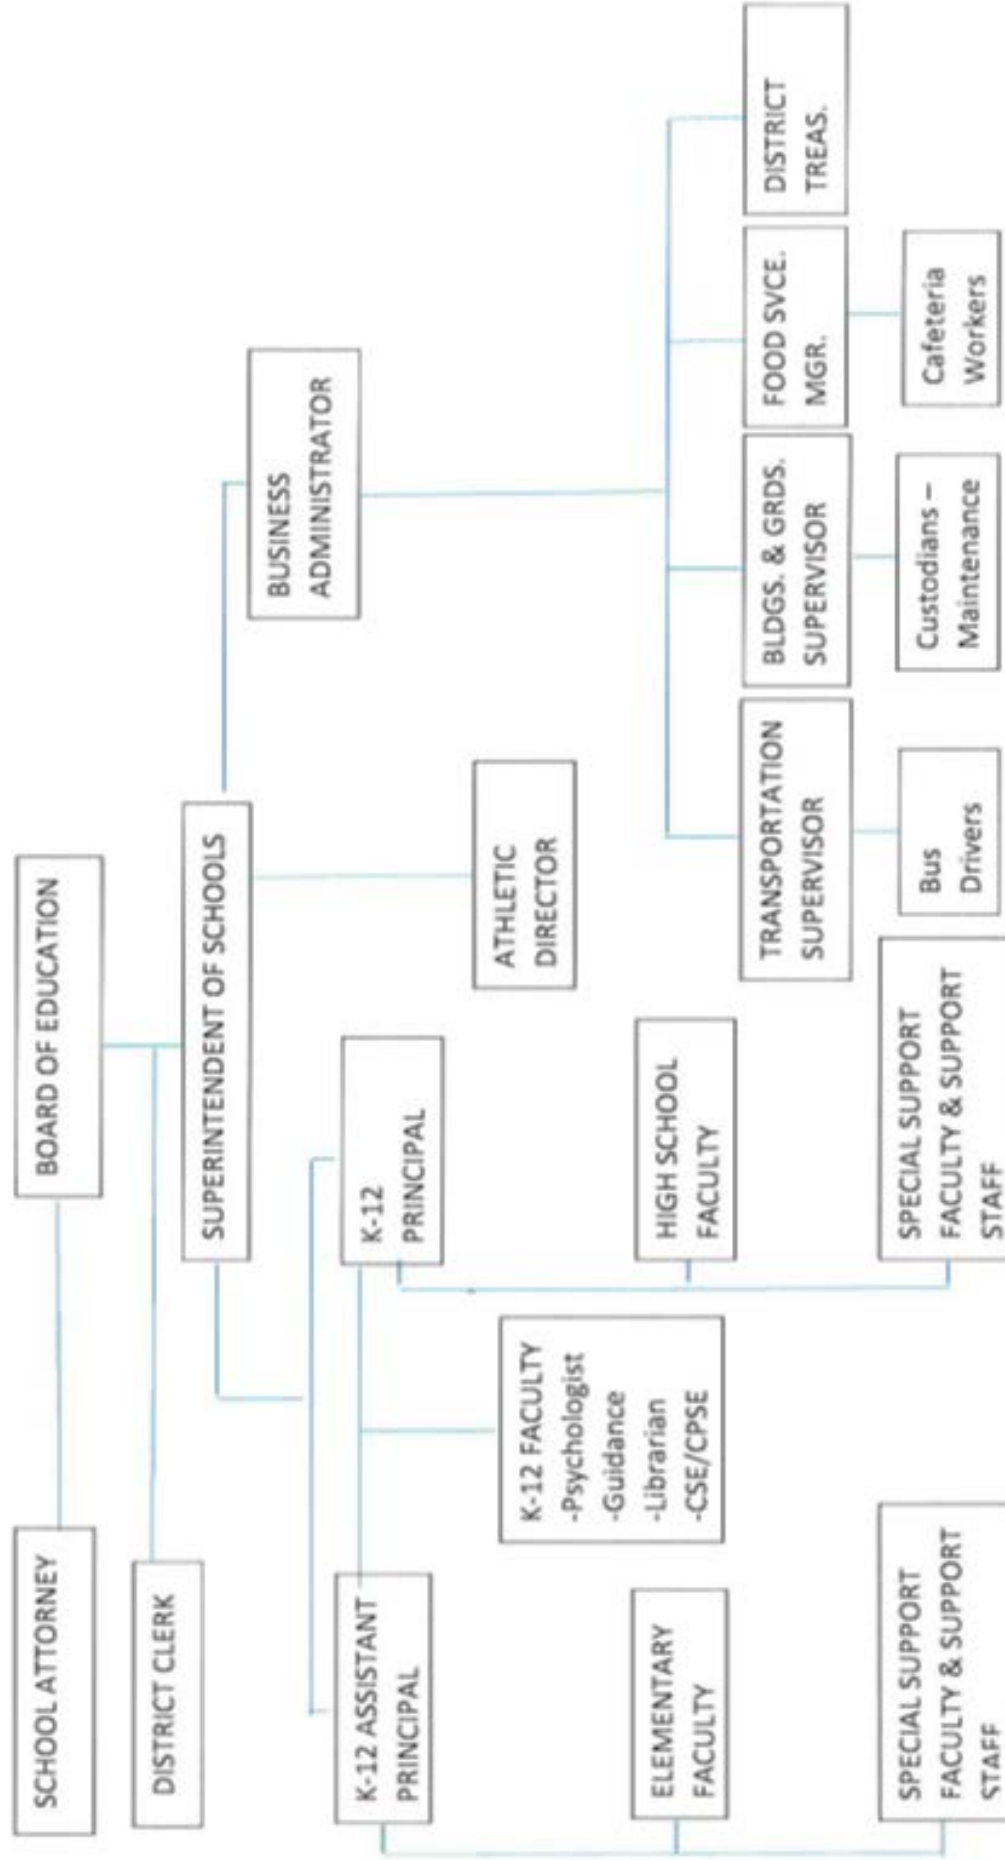 SCHOOL ATTORNEY
BOARD OF EDUCATION
DISTRICT CLERK
SUPERINTENDENT OF SCHOOLS
BUSINESS
ADMINISTRATOR
K-12 ASSISTANT
PRINCIPAL
K-12
PRINCIPAL
ATHLETIC
DIRECTOR
K-12 FACULTY
-Psychologist
-Guidance
-Librarian
-CSE/CPSE
ELEMENTARY
FACULTY
HIGH SCHOOL
FACULTY
TRANSPORTATION
SUPERVISOR
BLDGS. & GRDS.
SUPERVISOR
FOOD SVCE.
MGR.
DISTRICT
TREAS.
SPECIAL SUPPORT
FACULTY & SUPPORT
STAFF
SPECIAL SUPPORT
FACULTY & SUPPORT
STAFF
Bus
Drivers
Custodians –
Maintenance
Cafeteria
Workers